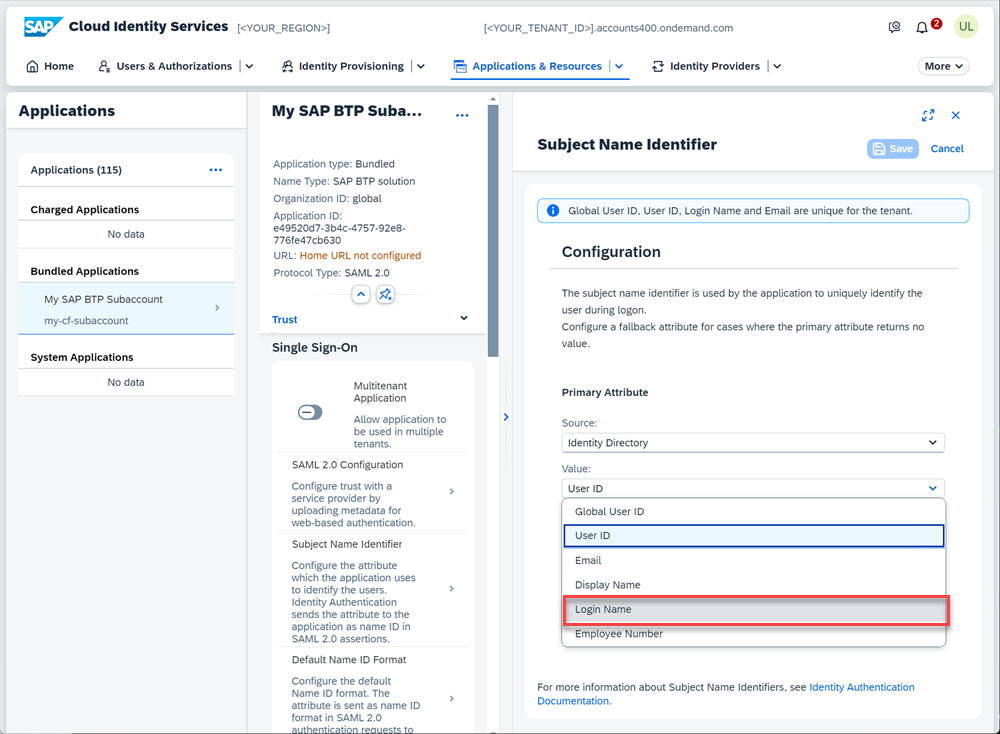 SAP Cloud Identity Services [<YOUR_REGION>] [<YOUR_TENANT_ID>].accounts400.ondemand.com 2 UL
Home Users & Authorizations Identity Provisioning Applications & Resources Identity Providers More
Applications
Applications (115)
Charged Applications
No data
Bundled Applications
My SAP BTP Subaccount
my-cf-subaccount
System Applications
No data
My SAP BTP Suba...
Application type: Bundled
Name Type: SAP BTP solution
Organization ID: global
Application ID:
e49520d7-3b4c-4757-92e8-
776fe47cb630
URL: Home URL not configured
Protocol Type: SAML 2.0
Trust
Single Sign-On
Multitenant
Application
Allow application to
be used in multiple
tenants.
SAML 2.0 Configuration
Configure trust with a
service provider by
uploading metadata for
web-based authentication.
Subject Name Identifier
Configure the attribute
which the application uses
to identify the users.
Identity Authentication
sends the attribute to the
application as name ID in
SAML 2.0 assertions.
Default Name ID Format
Configure the default
Name ID format. The
attribute is sent as name ID
format in SAML 2.0
authentication requests to
Subject Name Identifier
Save Cancel
Global User ID, User ID, Login Name and Email are unique for the tenant.
Configuration
The subject name identifier is used by the application to uniquely identify the
user during logon.
Configure a fallback attribute for cases where the primary attribute returns no
value.
Primary Attribute
Source:
Identity Directory
Value:
User ID
Global User ID
User ID
Email
Display Name
Login Name
Employee Number
For more information about Subject Name Identifiers, see Identity Authentication
Documentation.